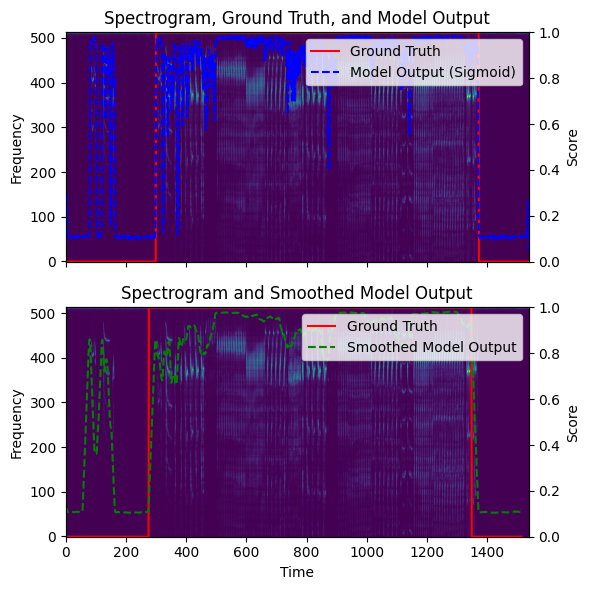 Spectrogram, Ground Truth, and Model Output
500
400
300
200
100
0
Frequency
1.0
0.8
0.6
0.4
0.2
0.0
Score
Ground Truth
Model Output (Sigmoid)
Spectrogram and Smoothed Model Output
500
400
300
200
100
0
Frequency
1.0
0.8
0.6
0.4
0.2
0.0
Score
Ground Truth
Smoothed Model Output
0 200 400 600 800 1000 1200 1400
Time